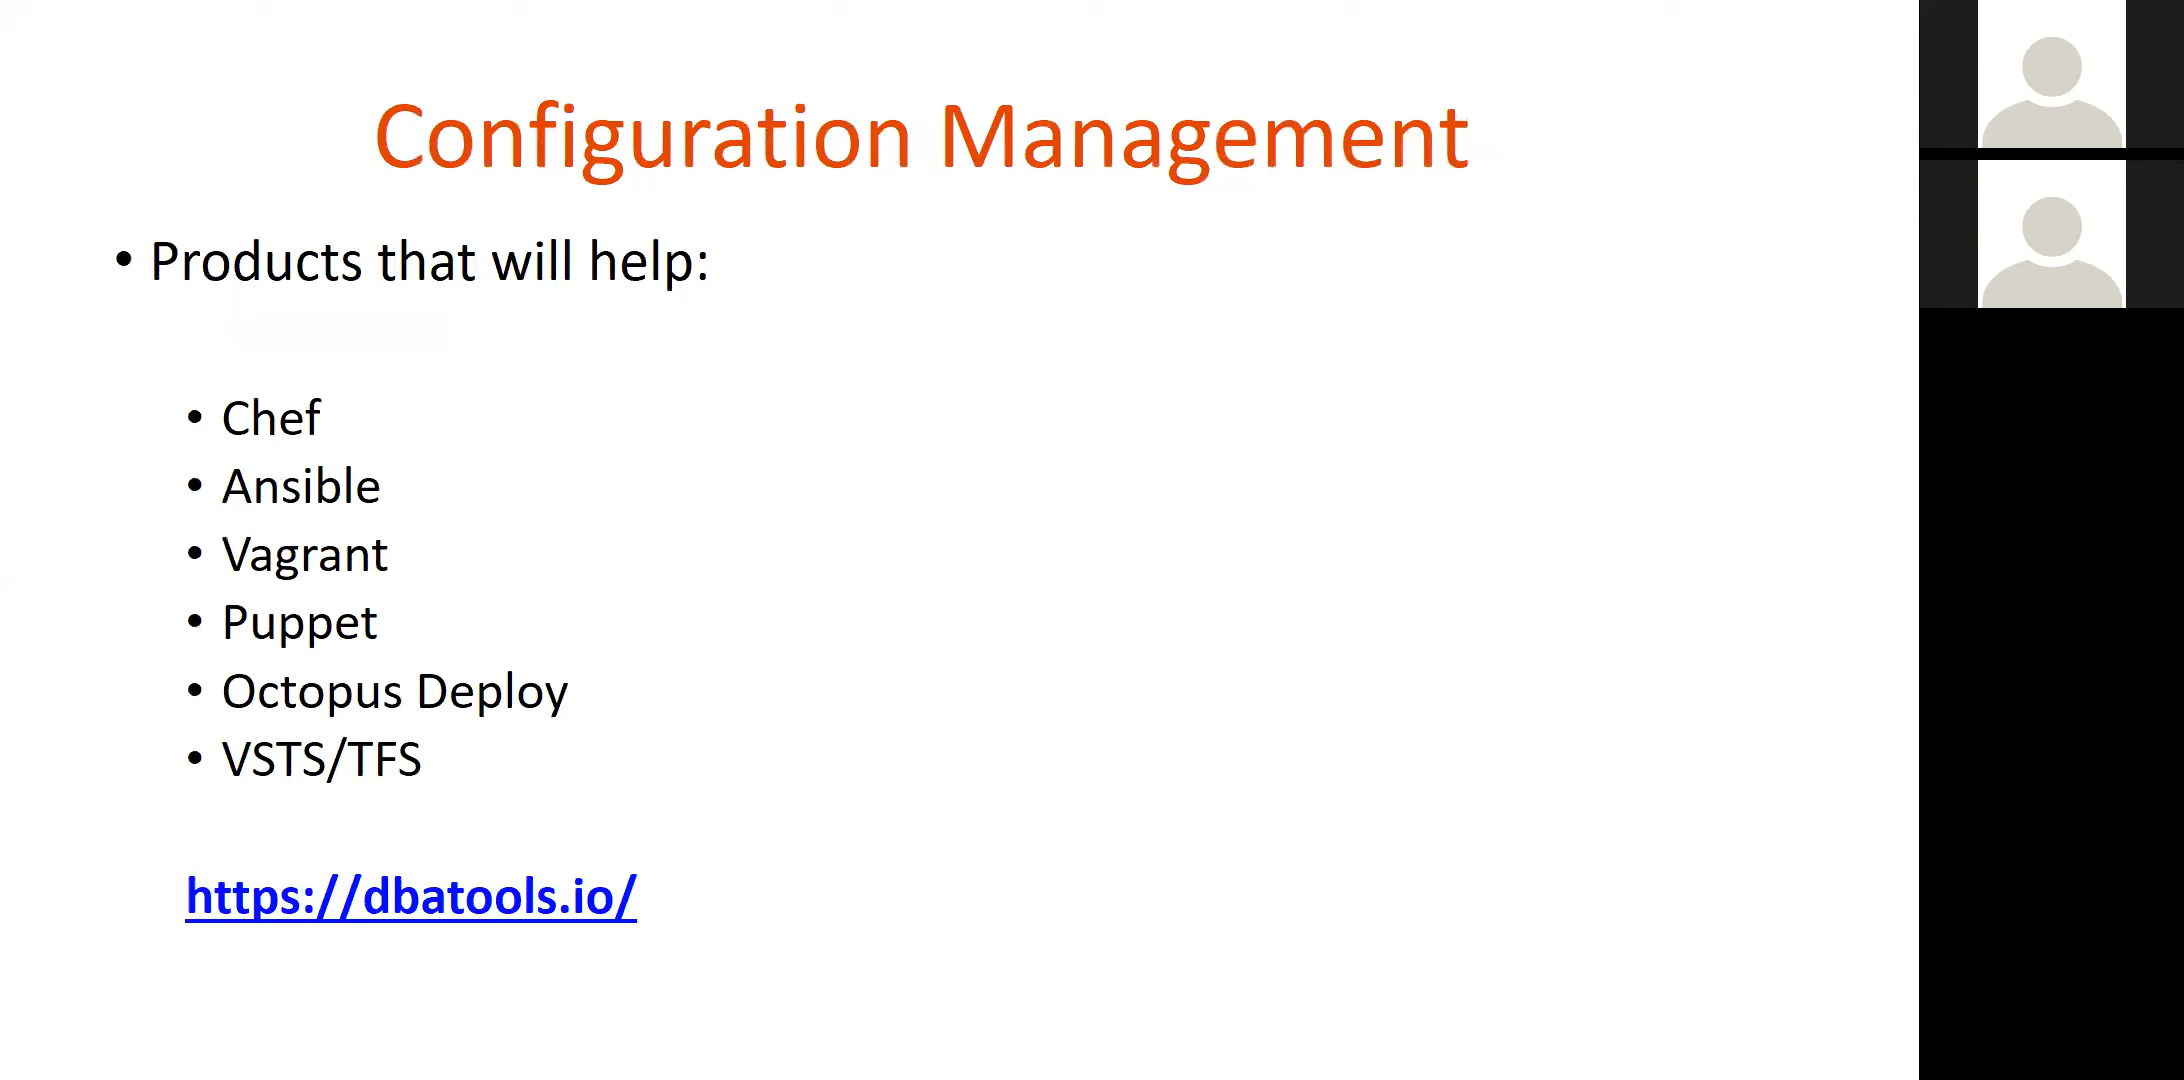 Configuration Management
• Products that will help:
• Chef
• Ansible
• Vagrant
• Puppet
• Octopus Deploy
• VSTS/TFS
https://dbatools.io/